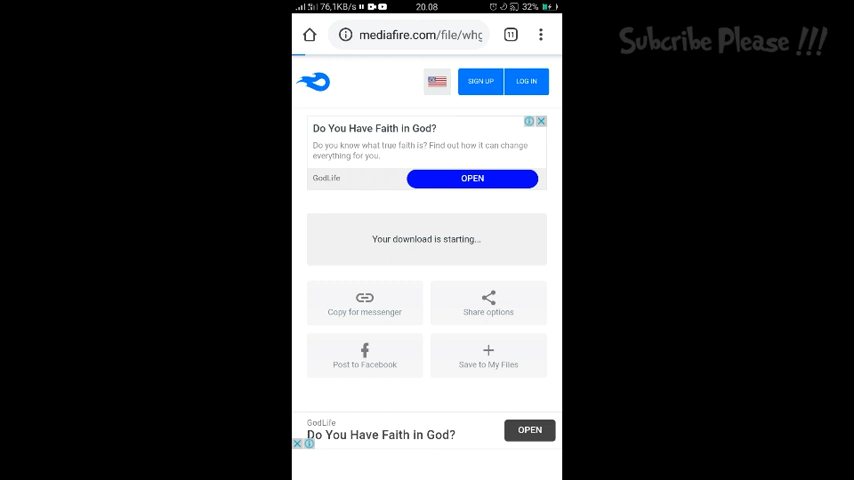 76,1KB/s 20.08 32%
Subcribe Please !!!
mediafire.com/file/whç
11
SIGN UP LOG IN
Do You Have Faith in God?
Do you know what true faith is? Find out how it can change
everything for you.
GodLife OPEN
Your download is starting...
Copy for messenger Share options
Post to Facebook Save to My Files
GodLife
Do You Have Faith in God? OPEN